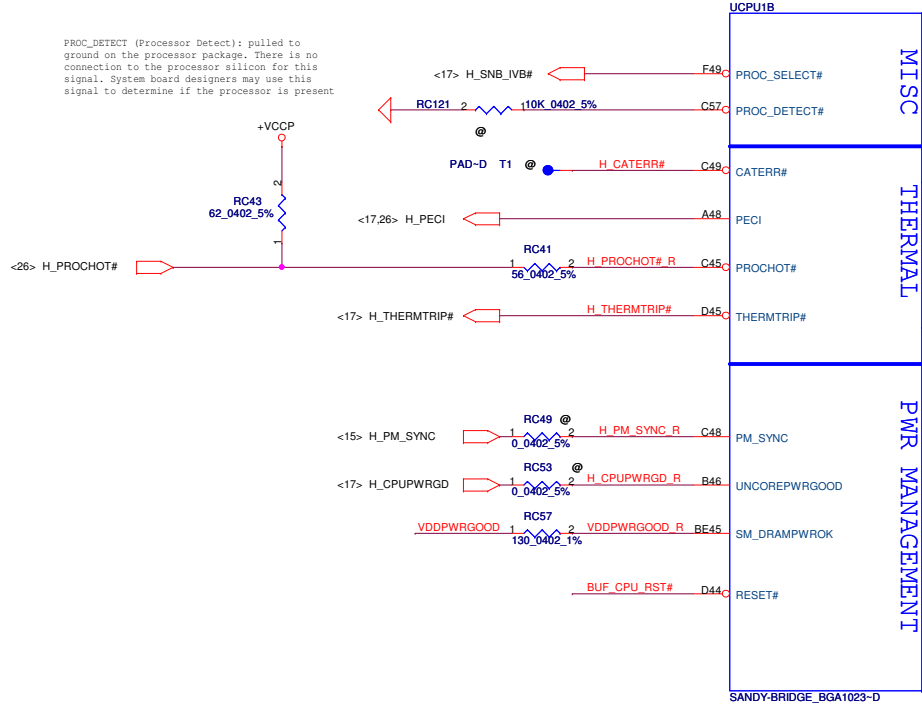 UCPU1B
PROC_DETECT (Processor Detect): pulled to
ground on the processor package. There is no
connection to the processor silicon for this
signal. System board designers may use this
signal to determine if the processor is present
MISC
<17> H_SNB_IVB# F49 PROC_SELECT#
RC121 2 1 10K_0402_5% C57 PROC_DETECT#
@
+VCCP
PAD~D T1 @ H_CATERR# C49 CATERR#
THERMAL
2
RC43
62_0402_5%
1
<17,26> H_PECI A48 PECI
RC41
<26> H_PROCHOT# 1 2 H_PROCHOT#_R C45 PROCHOT#
56_0402_5%
<17> H_THERMTRIP# H_THERMTRIP# D45 THERMTRIP#
PWR MANAGEMENT
RC49 @
<15> H_PM_SYNC 1 2 H_PM_SYNC_R C48 PM_SYNC
0_0402_5%
RC53 @
<17> H_CPUPWRGD 1 2 H_CPUPWRGD_R B46 UNCOREPWRGOOD
0_0402_5%
RC57
VDDPWRGOOD 1 2 VDDPWRGOOD_R BE45 SM_DRAMPWROK
130_0402_1%
BUF_CPU_RST# D44 RESET#
SANDY-BRIDGE_BGA1023~D